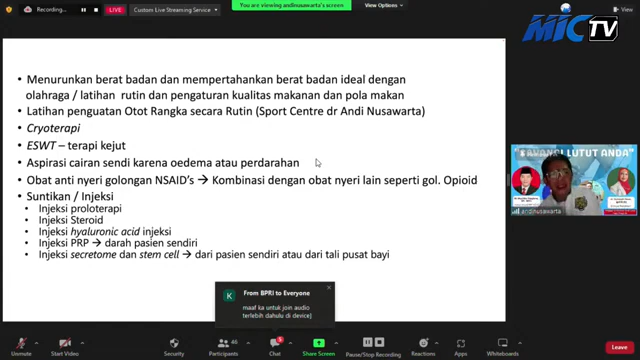 Recording...
LIVE
Custom Live Streaming Service
You are viewing andinusawarta's screen
View Options
View
MICTV
• Menurunkan berat badan dan mempertahankan berat badan ideal dengan
olahraga / latihan rutin dan pengaturan kualitas makanan dan pola makan
• Latihan penguatan Otot Rangka secara Rutin (Sport Centre dr Andi Nusawarta)
• Cryoterapi
• ESWT – terapi kejut
• Aspirasi cairan sendi karena oedema atau perdarahan
• Obat anti nyeri golongan NSAID's → Kombinasi dengan obat nyeri lain seperti gol. Opioid
• Suntikan / Injeksi
• Injeksi proloterapi
• Injeksi Steroid
• Injeksi hyaluronic acid injeksi
• Injeksi PRP → darah pasien sendiri
• Injeksi secretome dan stem cell → dari pasien sendiri atau dari tali pusat bayi
LUTUT ANDA
andinusawarta
From BPRI to Everyone
K
maaf ka untuk join audio
terlebih dahulu di device)
Unmute
Start Video
Security
46
Participants
Chat
Share Screen
Pause/Stop Recording
Reactions
Apps
Whiteboards
Leave